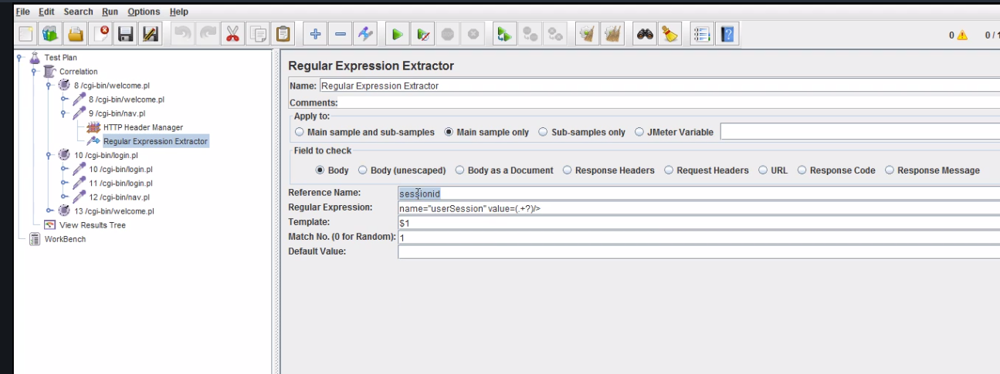 File Edit Search Run Options Help
0 0 / 1
Test Plan
Correlation
8 /cgi-bin/welcome.pl
8 /cgi-bin/welcome.pl
9 /cgi-bin/nav.pl
HTTP Header Manager
Regular Expression Extractor
10 /cgi-bin/login.pl
10 /cgi-bin/login.pl
11 /cgi-bin/login.pl
12 /cgi-bin/nav.pl
13 /cgi-bin/welcome.pl
View Results Tree
WorkBench
Regular Expression Extractor
Name: Regular Expression Extractor
Comments:
Apply to:
Main sample and sub-samples Main sample only Sub-samples only JMeter Variable
Field to check
Body Body (unescaped) Body as a Document Response Headers Request Headers URL Response Code Response Message
Reference Name: sessionid
Regular Expression: name="userSession" value=(.+?)/>
Template: $1
Match No. (0 for Random): 1
Default Value: